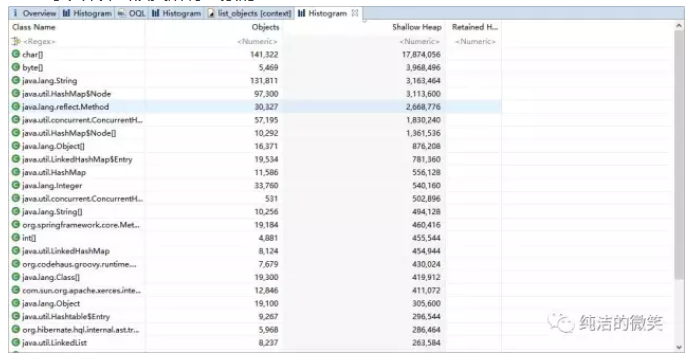 Overview Histogram OQL Histogram list_objects [context] Histogram
Class Name Objects Shallow Heap Retained H...
<Regex> <Numeric> <Numeric> <Numeric>
char[] 141,322 17,874,056
byte[] 5,469 3,968,496
java.lang.String 131,811 3,163,464
java.util.HashMap$Node 97,300 3,113,600
java.lang.reflect.Method 30,327 2,668,776
java.util.concurrent.ConcurrentH... 57,195 1,830,240
java.util.HashMap$Node[] 10,292 1,361,536
java.lang.Object[] 16,371 876,208
java.util.LinkedHashMap$Entry 19,534 781,360
java.util.HashMap 11,586 556,128
java.lang.Integer 33,760 540,160
java.util.concurrent.ConcurrentH... 531 502,896
java.lang.String[] 10,256 494,128
org.springframework.core.Met... 19,184 460,416
int[] 4,881 455,544
java.util.LinkedHashMap 8,124 454,944
org.codehaus.groovy.runtime... 7,679 430,024
java.lang.Class[] 19,300 419,912
com.sun.org.apache.xerces.inte... 12,846 411,072
java.lang.Object 19,100 305,600
java.util.Hashtable$Entry 9,267 296,544
org.hibernate.hql.internal.ast.tr... 5,968 286,464
java.util.LinkedList 8,237 263,584
纯洁的微笑